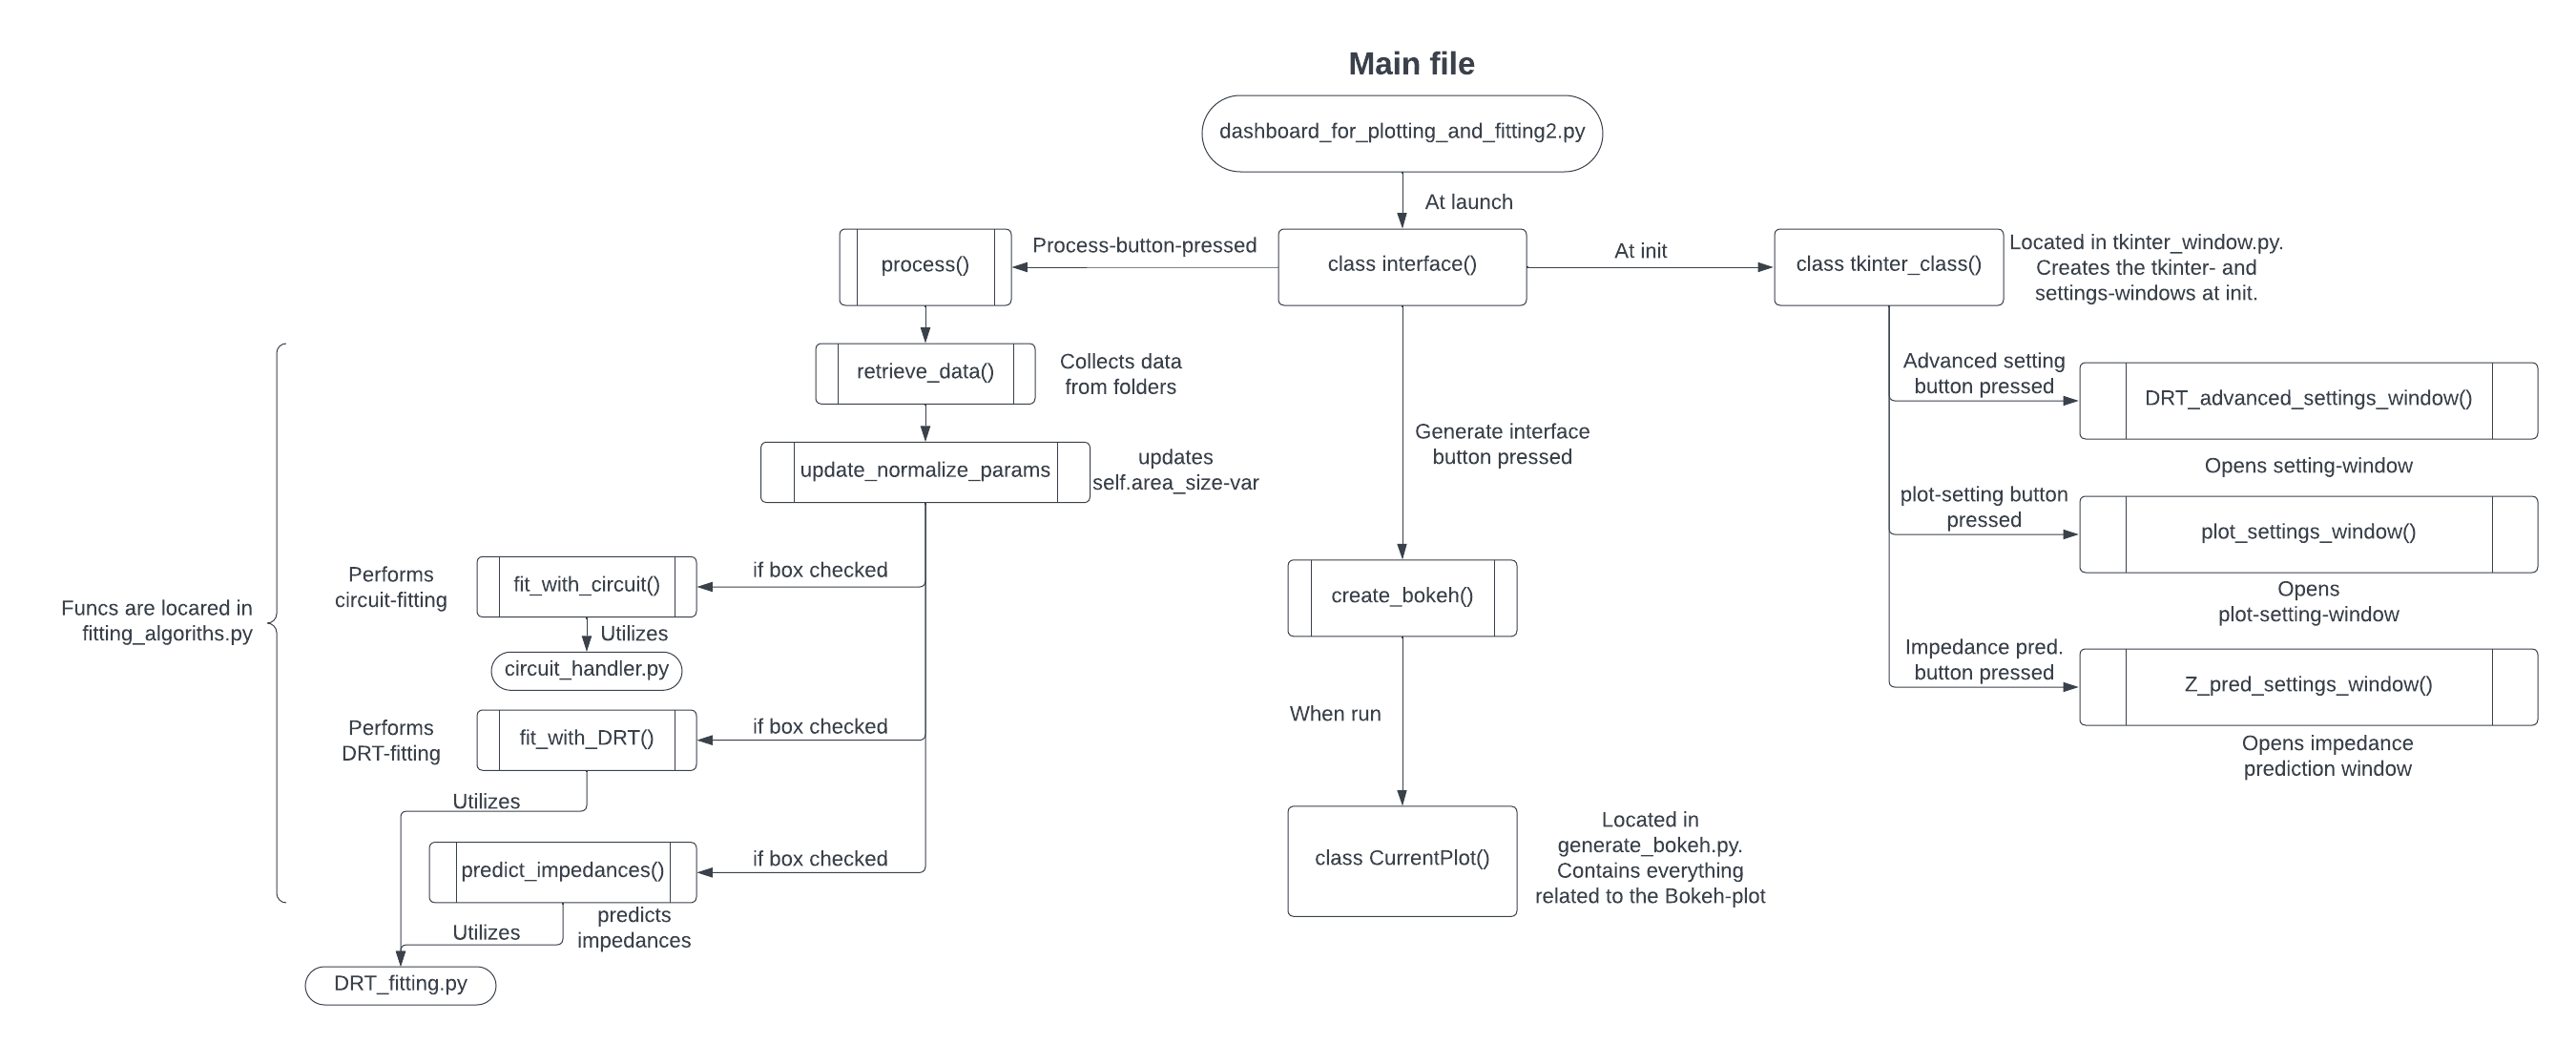 Main file
dashboard_for_plotting_and_fitting2.py
At launch
process()
Process-button-pressed
class interface()
At init
class tkinter_class()
Located in tkinter_window.py.
Creates the tkinter- and
settings-windows at init.
retrieve_data()
Collects data
from folders
update_normalize_params
updates
self.area_size-var
Funcs are locared in
fitting_algoriths.py
Performs
circuit-fitting
fit_with_circuit()
if box checked
Utilizes
circuit_handler.py
Performs
DRT-fitting
fit_with_DRT()
if box checked
Utilizes
predict_impedances()
if box checked
predicts
impedances
Utilizes
DRT_fitting.py
Generate interface
button pressed
create_bokeh()
When run
class CurrentPlot()
Located in
generate_bokeh.py.
Contains everything
related to the Bokeh-plot
Advanced setting
button pressed
DRT_advanced_settings_window()
Opens setting-window
plot-setting button
pressed
plot_settings_window()
Opens
plot-setting-window
Impedance pred.
button pressed
Z_pred_settings_window()
Opens impedance
prediction window